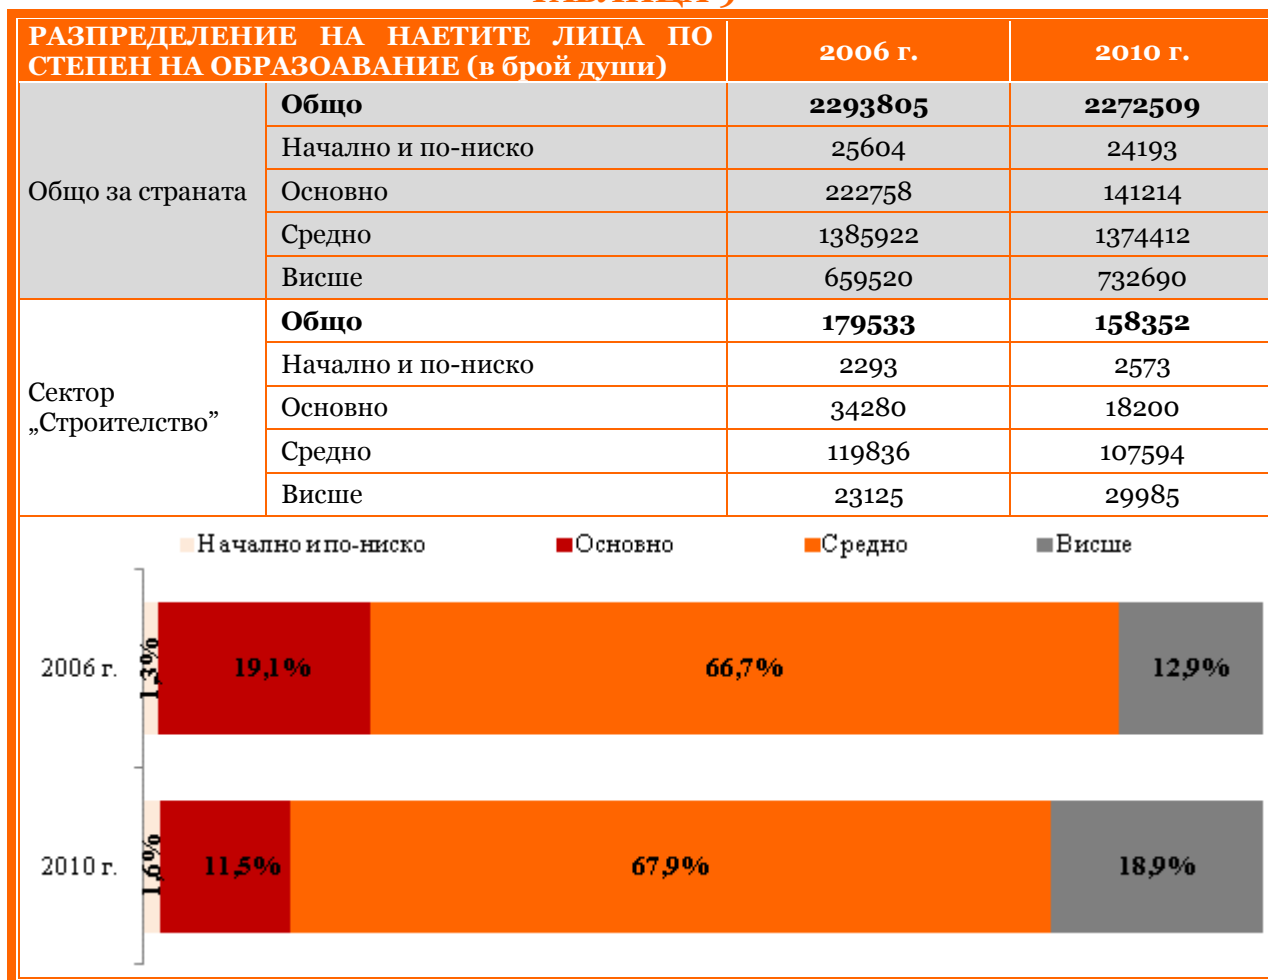 РАЗПРЕДЕЛЕНИЕ НА НАЕТИТЕ ЛИЦА ПО
СТЕПЕН НА ОБРАЗОАВАНИЕ (в брой души)
2006 г.
2010 г.
Общо за страната
Общо 2293805 2272509
Начално и по-ниско 25604 24193
Основно 222758 141214
Средно 1385922 1374412
Висше 659520 732690
Сектор
„Строителство”
Общо 179533 158352
Начално и по-ниско 2293 2573
Основно 34280 18200
Средно 119836 107594
Висше 23125 29985
Начално и по-ниско Основно Средно Висше
2006 г. 1,3% 19,1% 66,7% 12,9%
2010 г. 1,6% 11,5% 67,9% 18,9%